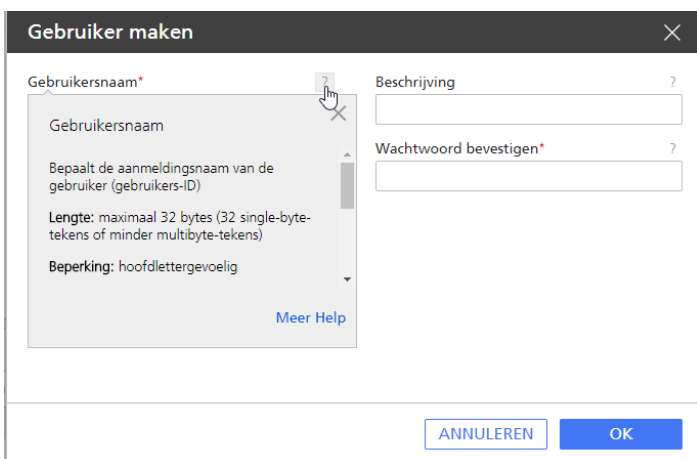 Gebruiker maken
Gebruikersnaam*
?
Beschrijving
?
Gebruikersnaam
Bepaalt de aanmeldingsnaam van de
gebruiker (gebruikers-ID)
Lengte: maximaal 32 bytes (32 single-byte-
tekens of minder multibyte-tekens)
Beperking: hoofdlettergevoelig
Meer Help
Wachtwoord bevestigen*
?
ANNULEREN
OK